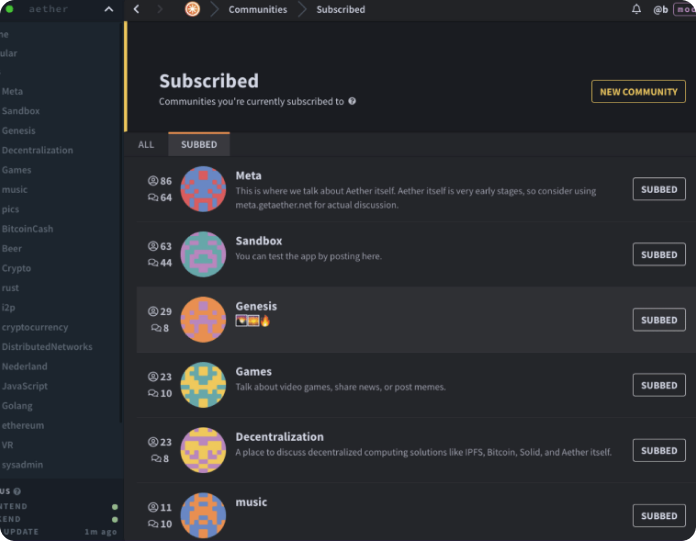 aether
Communities
Subscribed
@b
Meta
Sandbox
Genesis
Decentralization
Games
music
pics
BitcoinCash
Beer
Crypto
rust
i2p
cryptocurrency
DistributedNetworks
Nederland
JavaScript
Golang
ethereum
VR
sysadmin
UPDATE 1m ago
Subscribed
Communities you're currently subscribed to
NEW COMMUNITY
ALL SUBBED
86
64
Meta
This is where we talk about Aether itself. Aether itself is very early stages, so consider using
meta.getaether.net for actual discussion.
SUBBED
63
44
Sandbox
You can test the app by posting here.
SUBBED
29
8
Genesis
SUBBED
23
10
Games
Talk about video games, share news, or post memes.
SUBBED
23
8
Decentralization
A place to discuss decentralized computing solutions like IPFS, Bitcoin, Solid, and Aether itself.
SUBBED
11
10
music
SUBBED